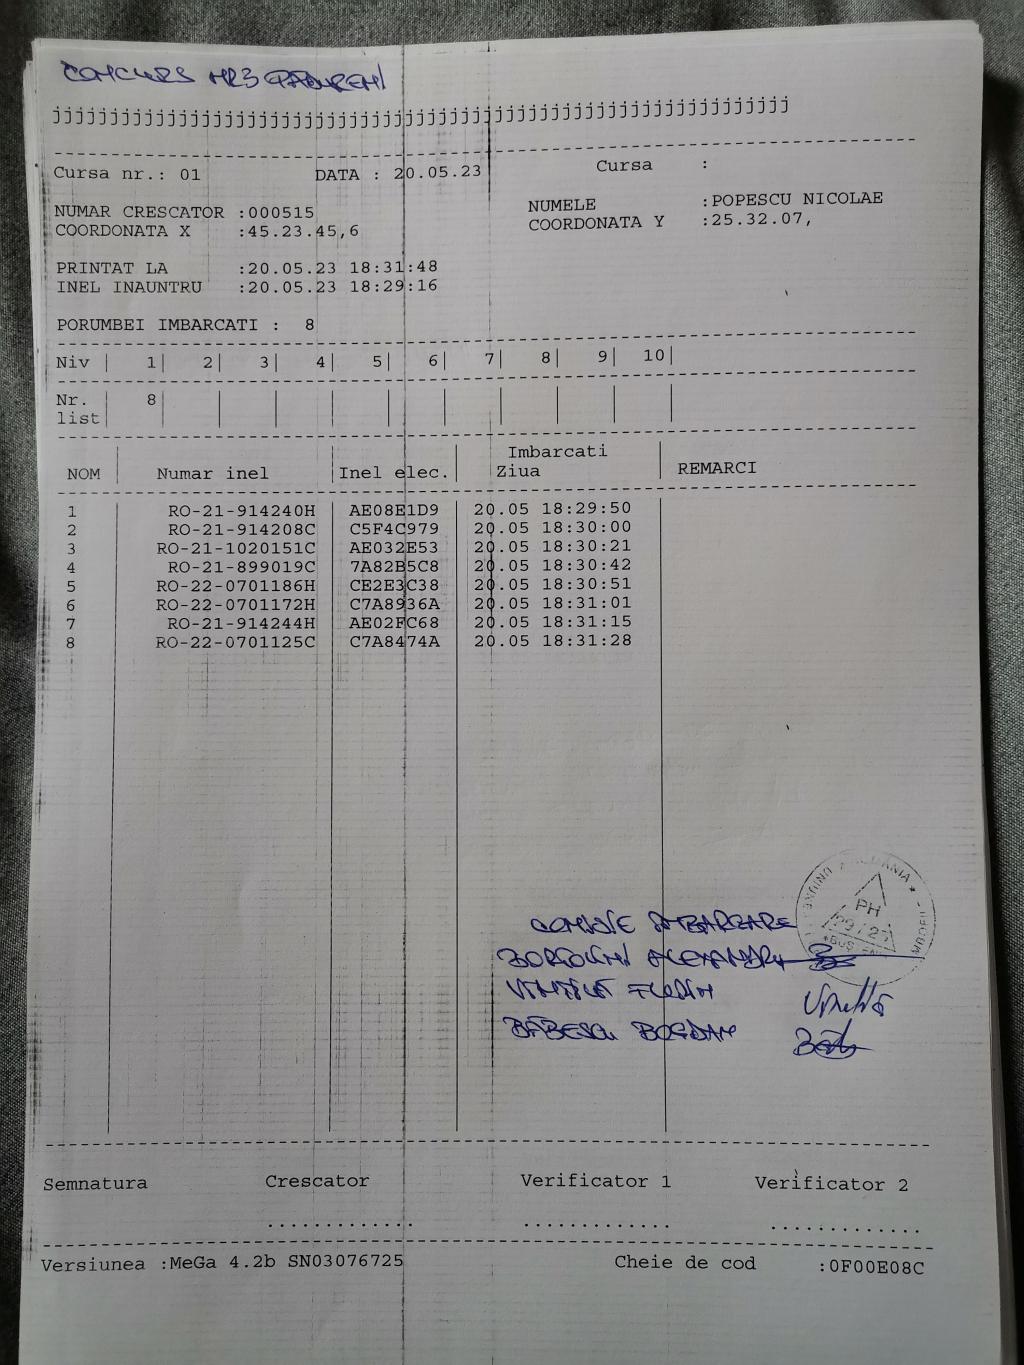 CONCURS NR3
jjjjjjjjjjjjjjjjjjjjjjjjjjjjjjjjjjjjjjjjjjjjjjjjjjjjjjjjjjjjjjjjjjjjjj
Cursa nr.: 01 DATA : 20.05.23 Cursa :
NUMAR CRESCATOR :000515 NUMELE :POPESCU NICOLAE
COORDONATA X :45.23.45,6 COORDONATA Y :25.32.07,
PRINTAT LA :20.05.23 18:31:48
INEL INAUNTRU :20.05.23 18:29:16
PORUMBEI IMBARCATI : 8
Niv | 1| 2| 3| 4| 5| 6| 7| 8| 9| 10|
Nr. | 8| | | | | | | | | |
list| | | | | | | | | | |
Imbarcati
NOM | Numar inel |Inel elec.| Ziua | REMARCI
1 RO-21-914240H AE08E1D9 20.05 18:29:50
2 RO-21-914208C C5F4C979 20.05 18:30:00
3 RO-21-1020151C AE032E53 20.05 18:30:21
4 RO-21-899019C 7A82B5C8 20.05 18:30:42
5 RO-22-0701186H CE2E3C38 20.05 18:30:51
6 RO-22-0701172H C7A8936A 20.05 18:31:01
7 RO-21-914244H AE02FC68 20.05 18:31:15
8 RO-22-0701125C C7A8474A 20.05 18:31:28
PH
COMISIE IMBARCARE
BABESCU BOGDAN
Semnatura Crescator Verificator 1 Verificator 2
............. ............. .............
Versiunea :MeGa 4.2b SN03076725 Cheie de cod :0F00E08C